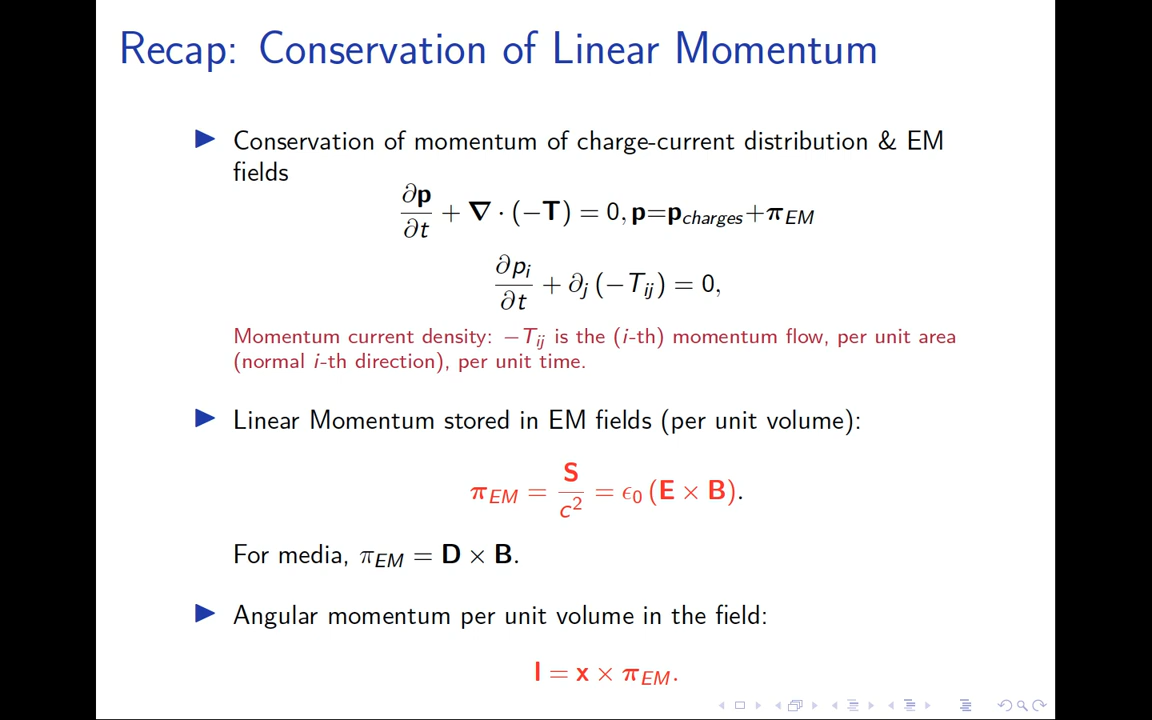 Recap: Conservation of Linear Momentum
▶ Conservation of momentum of charge-current distribution & EM
fields
∂p/∂t + ∇ · (−T) = 0, p=p_charges+π_EM
∂p_i/∂t + ∂_j (−T_ij) = 0,
Momentum current density: −T_ij is the (i-th) momentum flow, per unit area
(normal i-th direction), per unit time.
▶ Linear Momentum stored in EM fields (per unit volume):
π_EM = S/c² = ϵ₀ (E × B).
For media, π_EM = D × B.
▶ Angular momentum per unit volume in the field:
l = x × π_EM.